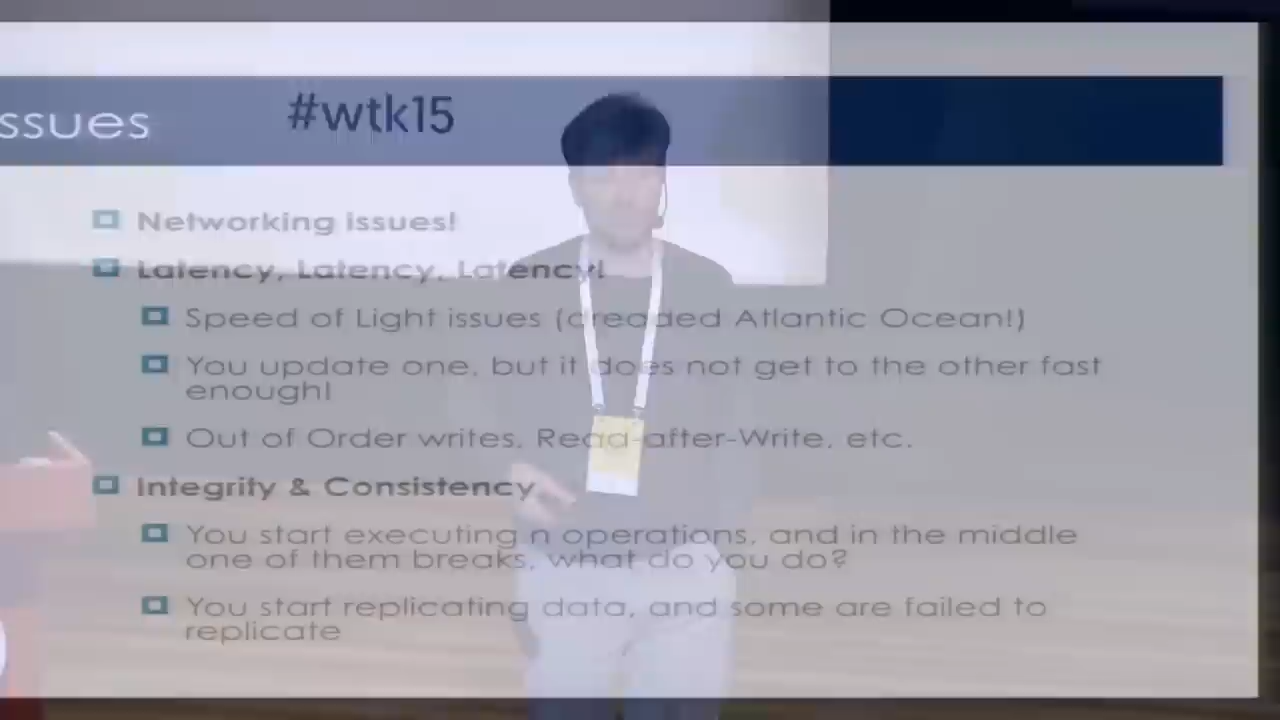 ssues
#wtk15
Networking issues!
Latency, Latency, Latency!
Speed of Light issues (dreaded Atlantic Ocean!)
You update one, but it does not get to the other fast
enough!
Out of Order writes, Read-after-Write, etc.
Integrity & Consistency
You start executing n operations, and in the middle
one of them breaks, what do you do?
You start replicating data, and some are failed to
replicate